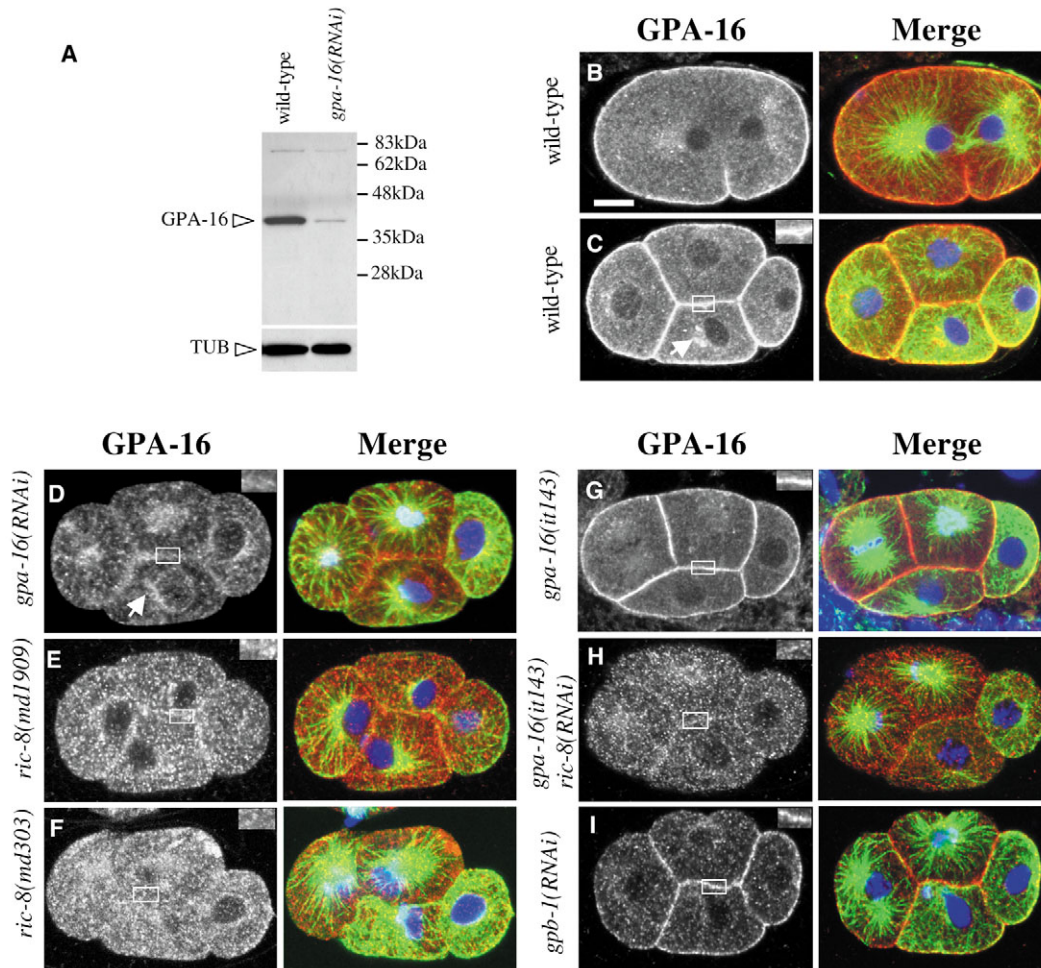 A
wild-type
gpa-16(RNAi)
83kDa
62kDa
48kDa
GPA-16
35kDa
28kDa
TUB
GPA-16 Merge
wild-type
B
wild-type
C
GPA-16 Merge
gpa-16(RNAi)
D
ric-8(md1909)
E
ric-8(md303)
F
GPA-16 Merge
gpa-16(it143)
G
gpa-16(it143)
ric-8(RNAi)
H
gpb-1(RNAi)
I